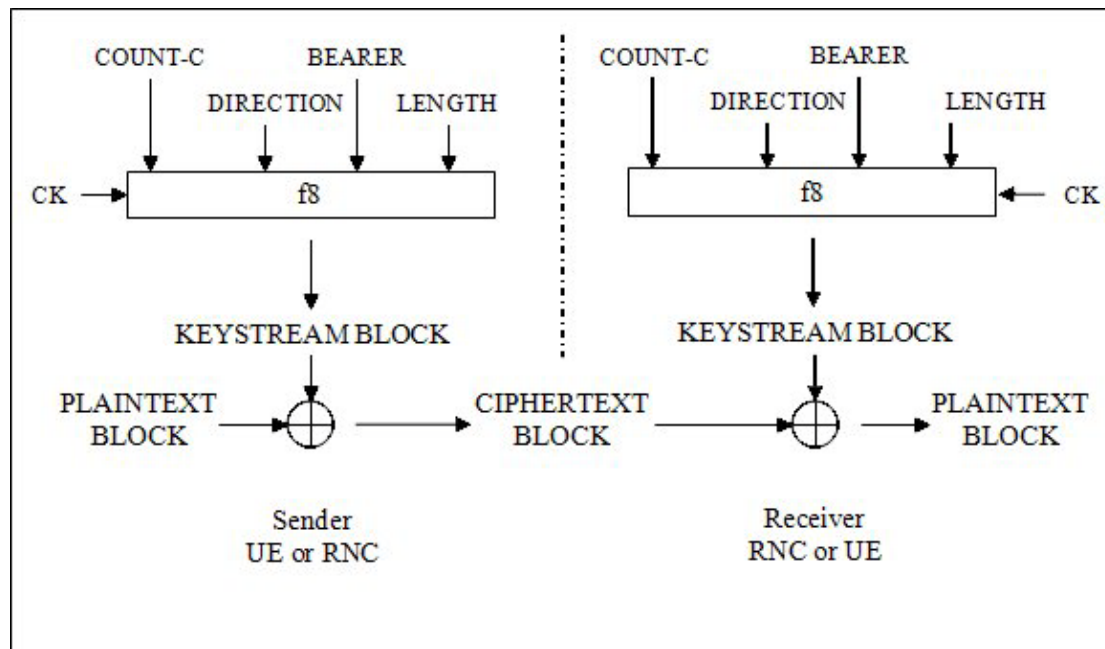 COUNT-C
BEARER
DIRECTION
LENGTH
CK
f8
KEYSTREAM BLOCK
PLAINTEXT
BLOCK
CIPHERTEXT
BLOCK
Sender
UE or RNC
COUNT-C
BEARER
DIRECTION
LENGTH
f8
CK
KEYSTREAM BLOCK
PLAINTEXT
BLOCK
Receiver
RNC or UE